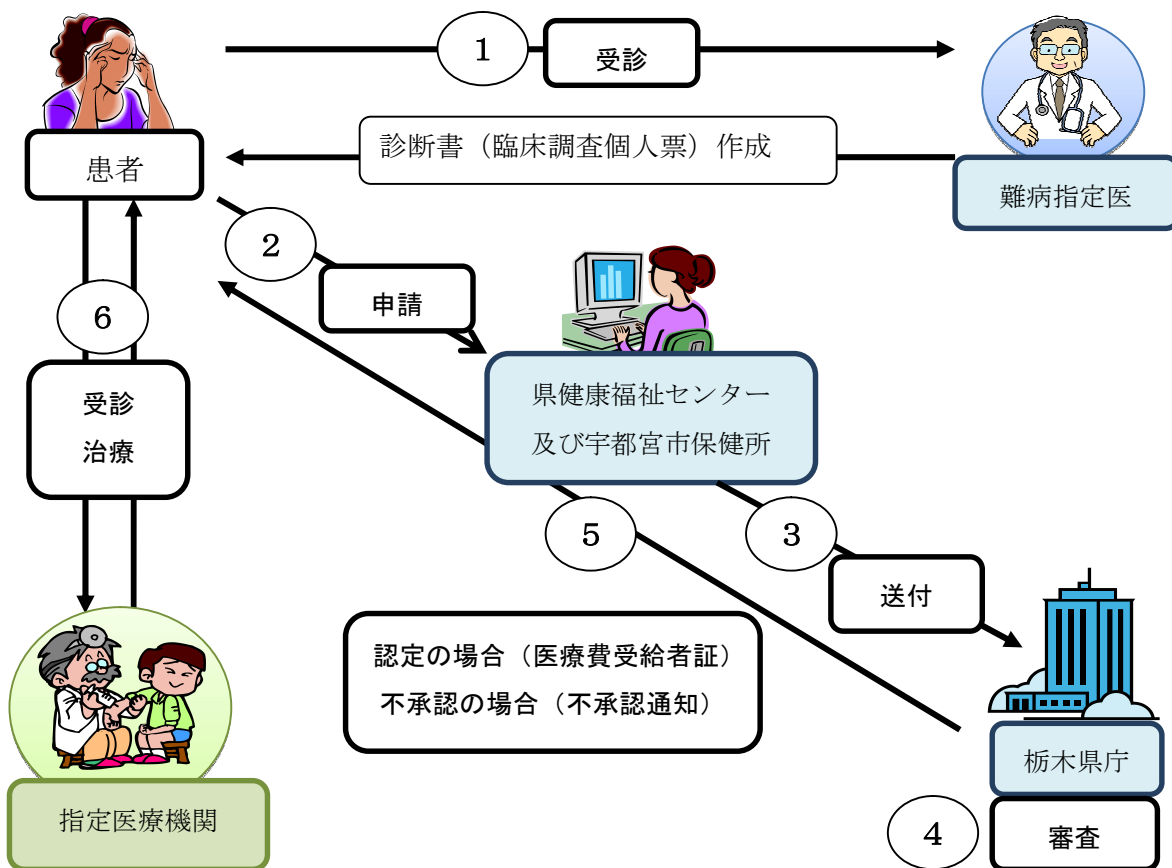 1
受診
診断書（臨床調査個人票）作成
患者
難病指定医
2
申請
6
受診
治療
県健康福祉センター
及び宇都宮市保健所
5
3
送付
認定の場合（医療費受給者証）
不承認の場合（不承認通知）
栃木県庁
指定医療機関
4
審査